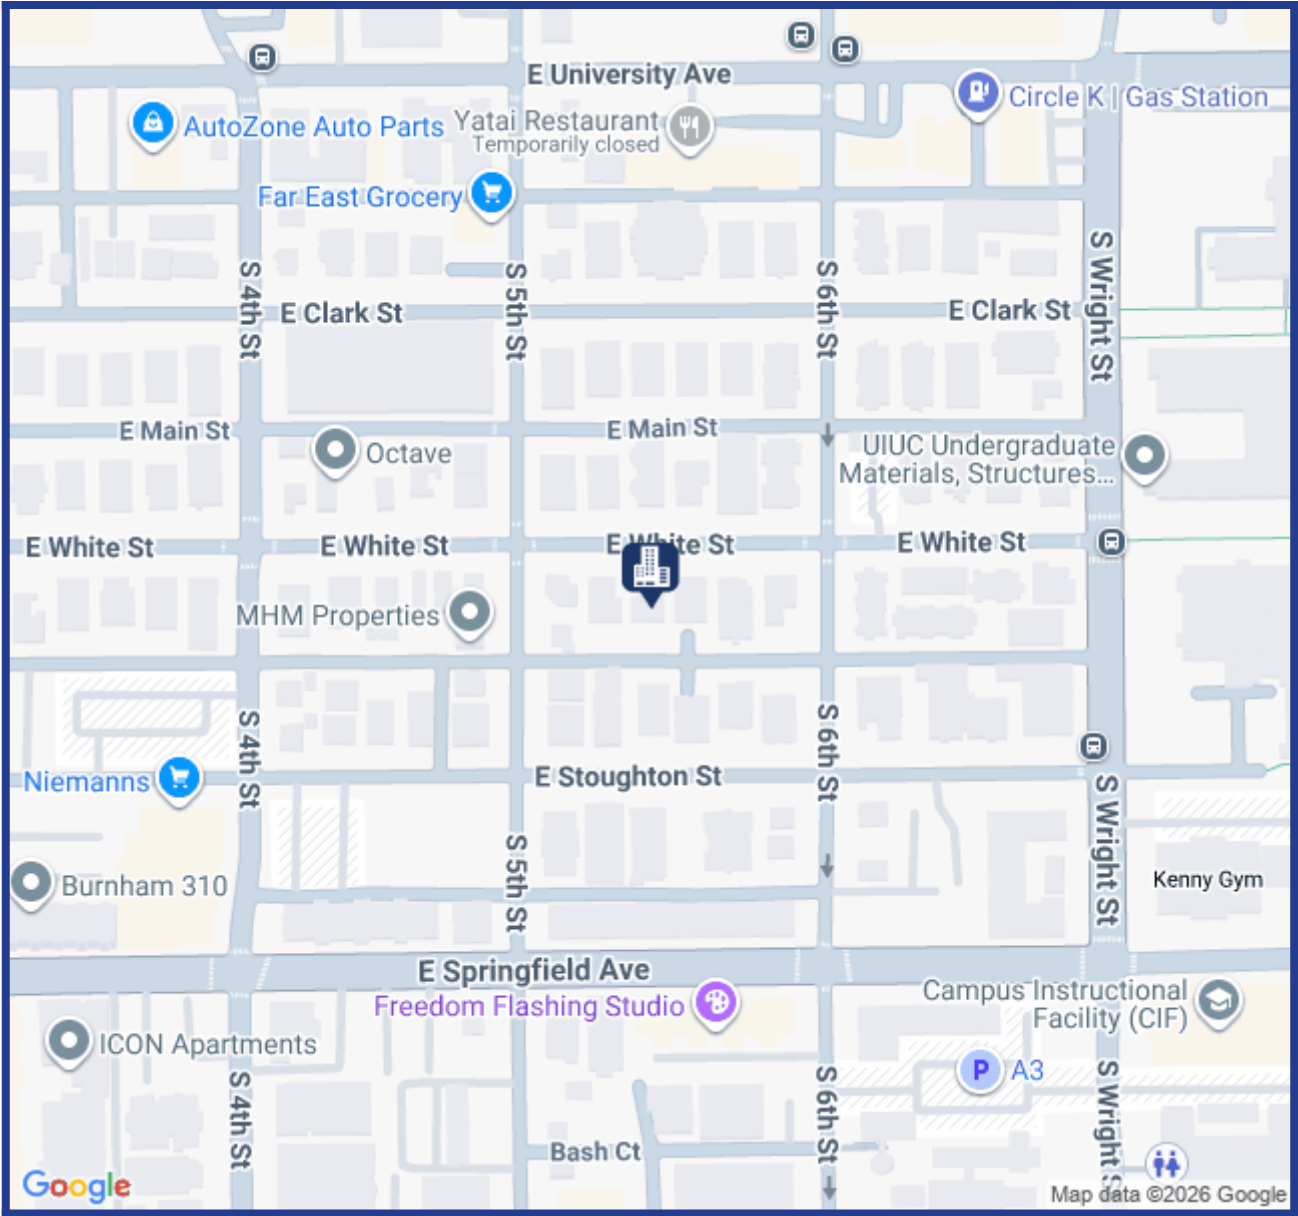 E University Ave
Circle K | Gas Station
AutoZone Auto Parts
Yatai Restaurant
Temporarily closed
Far East Grocery
S 4th St
S 5th St
S 6th St
S Wright St
E Clark St
E Clark St
E Main St
E Main St
Octave
UIUC Undergraduate
Materials, Structures...
E White St
E White St
E White St
E White St
MHM Properties
S 4th St
S 6th St
E Stoughton St
Niemanns
S Wright St
S 5th St
Burnham 310
Kenny Gym
E Springfield Ave
Freedom Flashing Studio
Campus Instructional
Facility (CIF)
ICON Apartments
P A3
S 4th St
S 6th St
S Wright S
Bash Ct
Google
Map data ©2026 Google